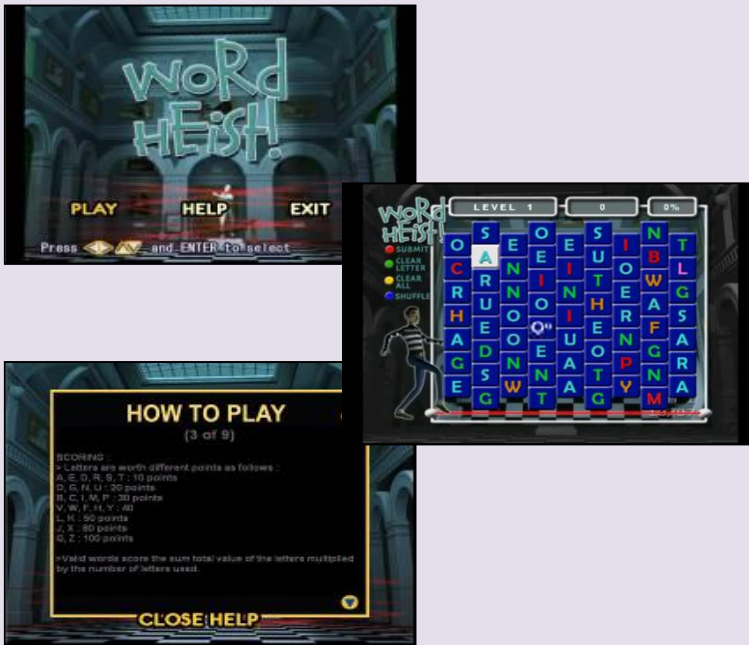 WORD
HEIST!
PLAY HELP EXIT
Press and ENTER to select
WORD
HEIST!
LEVEL 1 0 0%
SUBMIT
CLEAR
LETTER
CLEAR
ALL
SHUFFLE
O C R H A G E
S A R U E D S G
E N N O O N W
O E I O Qu E N T
E I N I U A A
S U T H E O T G
I O E R N P Y
N B W A F G N M
T L G S A R A
HOW TO PLAY
(3 of 9)
SCORING :
> Letters are worth different points as follows :
A, E, O, R, S, T : 10 points
D, G, N, U : 20 points
B, C, I, M, P : 30 points
V, W, F, H, Y : 40
L, K : 50 points
J, X : 80 points
Q, Z : 100 points
>Valid words score the sum total value of the letters multiplied
by the number of letters used.
CLOSE HELP